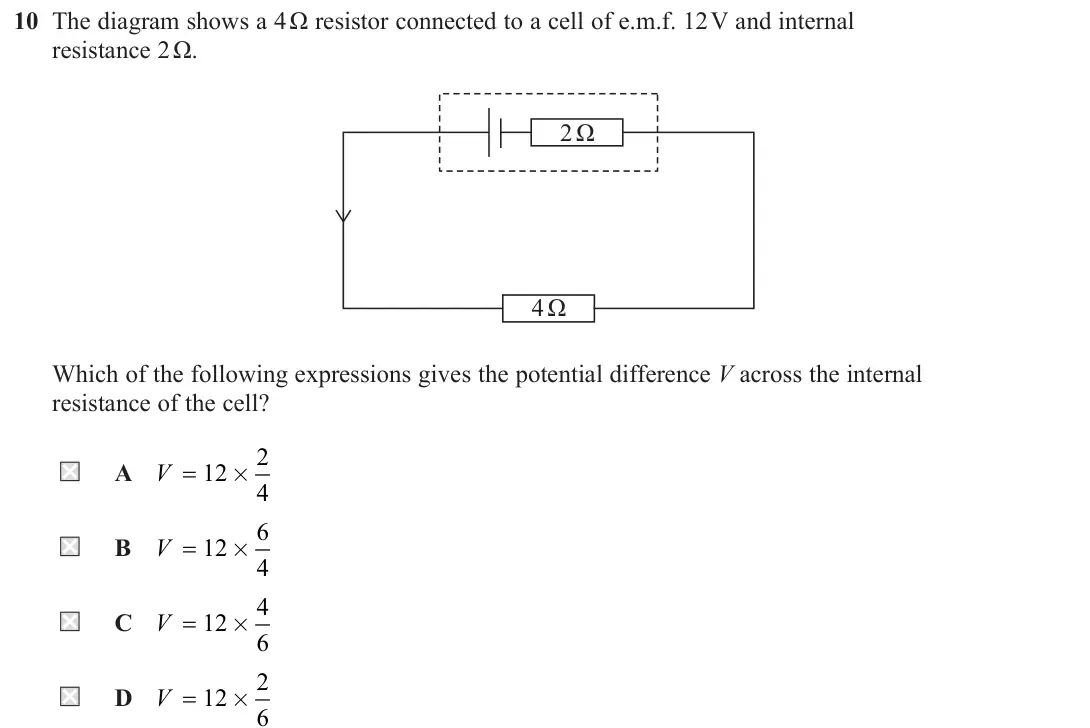 10 The diagram shows a 4Ω resistor connected to a cell of e.m.f. 12V and internal
resistance 2Ω.
2Ω
4Ω
Which of the following expressions gives the potential difference V across the internal
resistance of the cell?
A V = 12 × 2/4
B V = 12 × 6/4
C V = 12 × 4/6
D V = 12 × 2/6